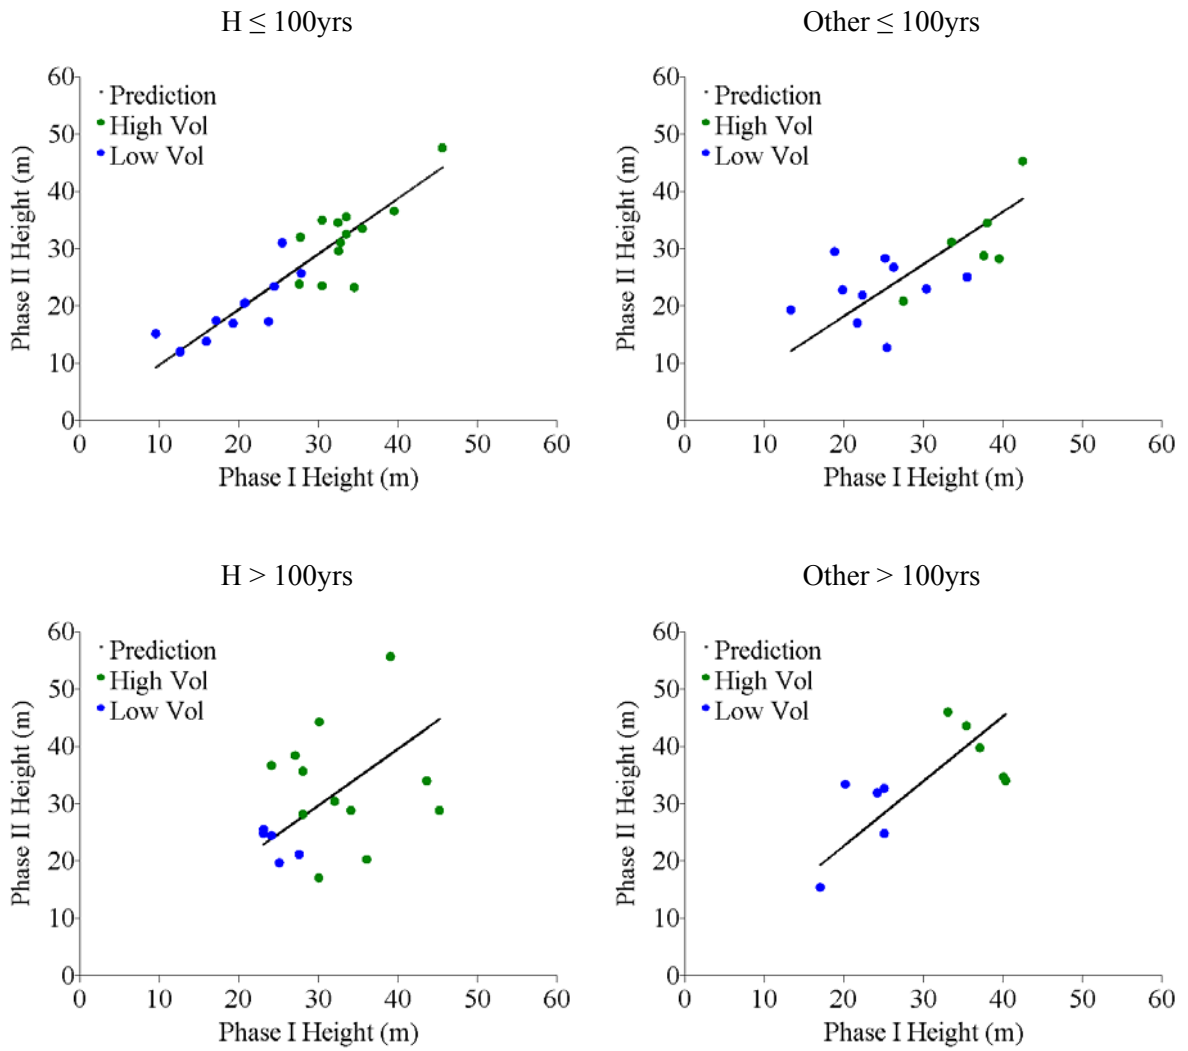 H ≤ 100yrs
Other ≤ 100yrs
60
50
40
30
20
10
0
Phase II Height (m)
Prediction
High Vol
Low Vol
0 10 20 30 40 50 60
Phase I Height (m)
60
50
40
30
20
10
0
Phase II Height (m)
Prediction
High Vol
Low Vol
0 10 20 30 40 50 60
Phase I Height (m)
H > 100yrs
Other > 100yrs
60
50
40
30
20
10
0
Phase II Height (m)
Prediction
High Vol
Low Vol
0 10 20 30 40 50 60
Phase I Height (m)
60
50
40
30
20
10
0
Phase II Height (m)
Prediction
High Vol
Low Vol
0 10 20 30 40 50 60
Phase I Height (m)